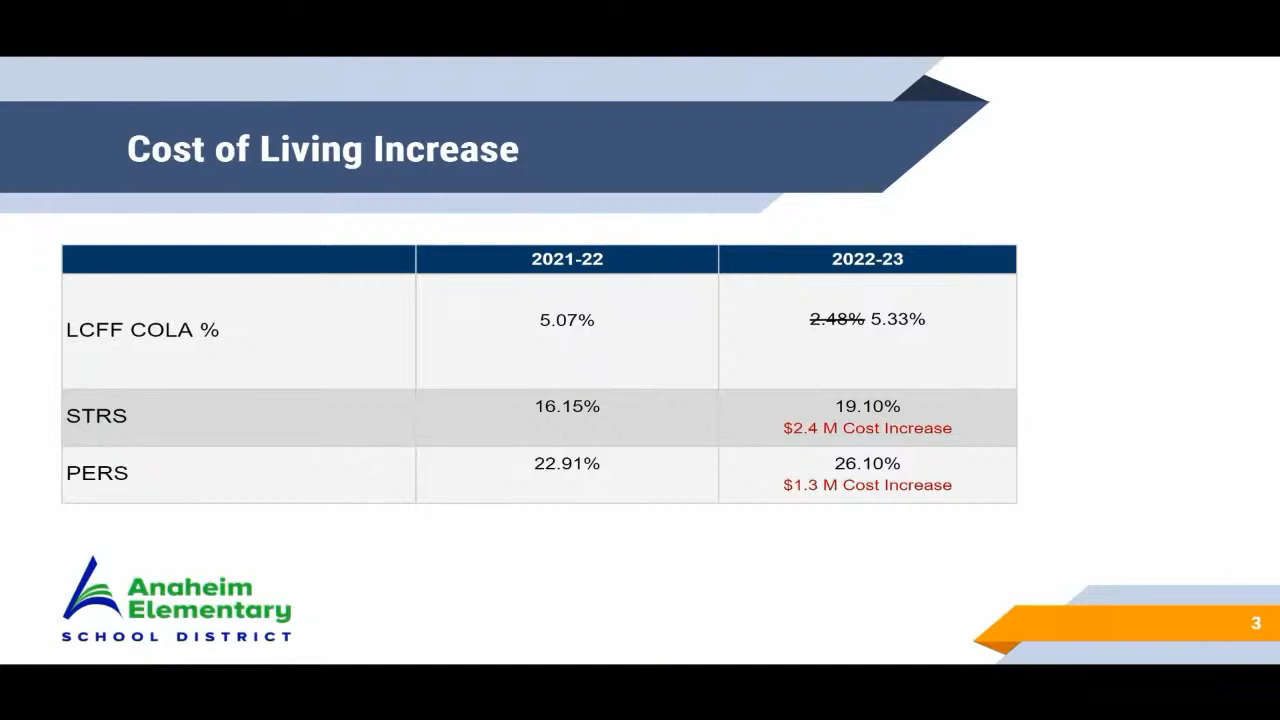 Cost of Living Increase
2021-22 2022-23
LCFF COLA % 5.07% 2.48% 5.33%
STRS 16.15% 19.10%
$2.4 M Cost Increase
PERS 22.91% 26.10%
$1.3 M Cost Increase
Anaheim
Elementary
SCHOOL DISTRICT
3